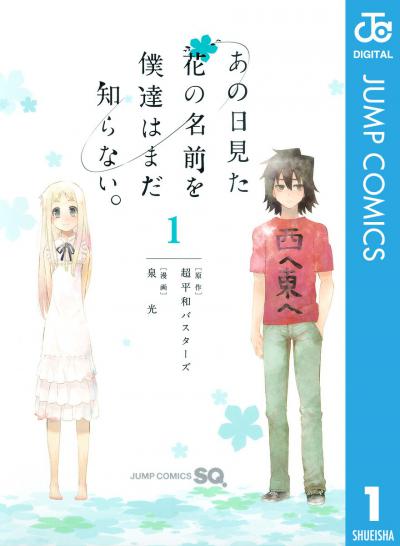 あの日見た
花の名前を
僕達はまだ
知らない。
1
[原作]
超平和バスターズ
[漫画]
泉 光
西へ東へ
JUMP COMICS SQ.
DIGITAL
JUMP COMICS
1
SHUEISHA